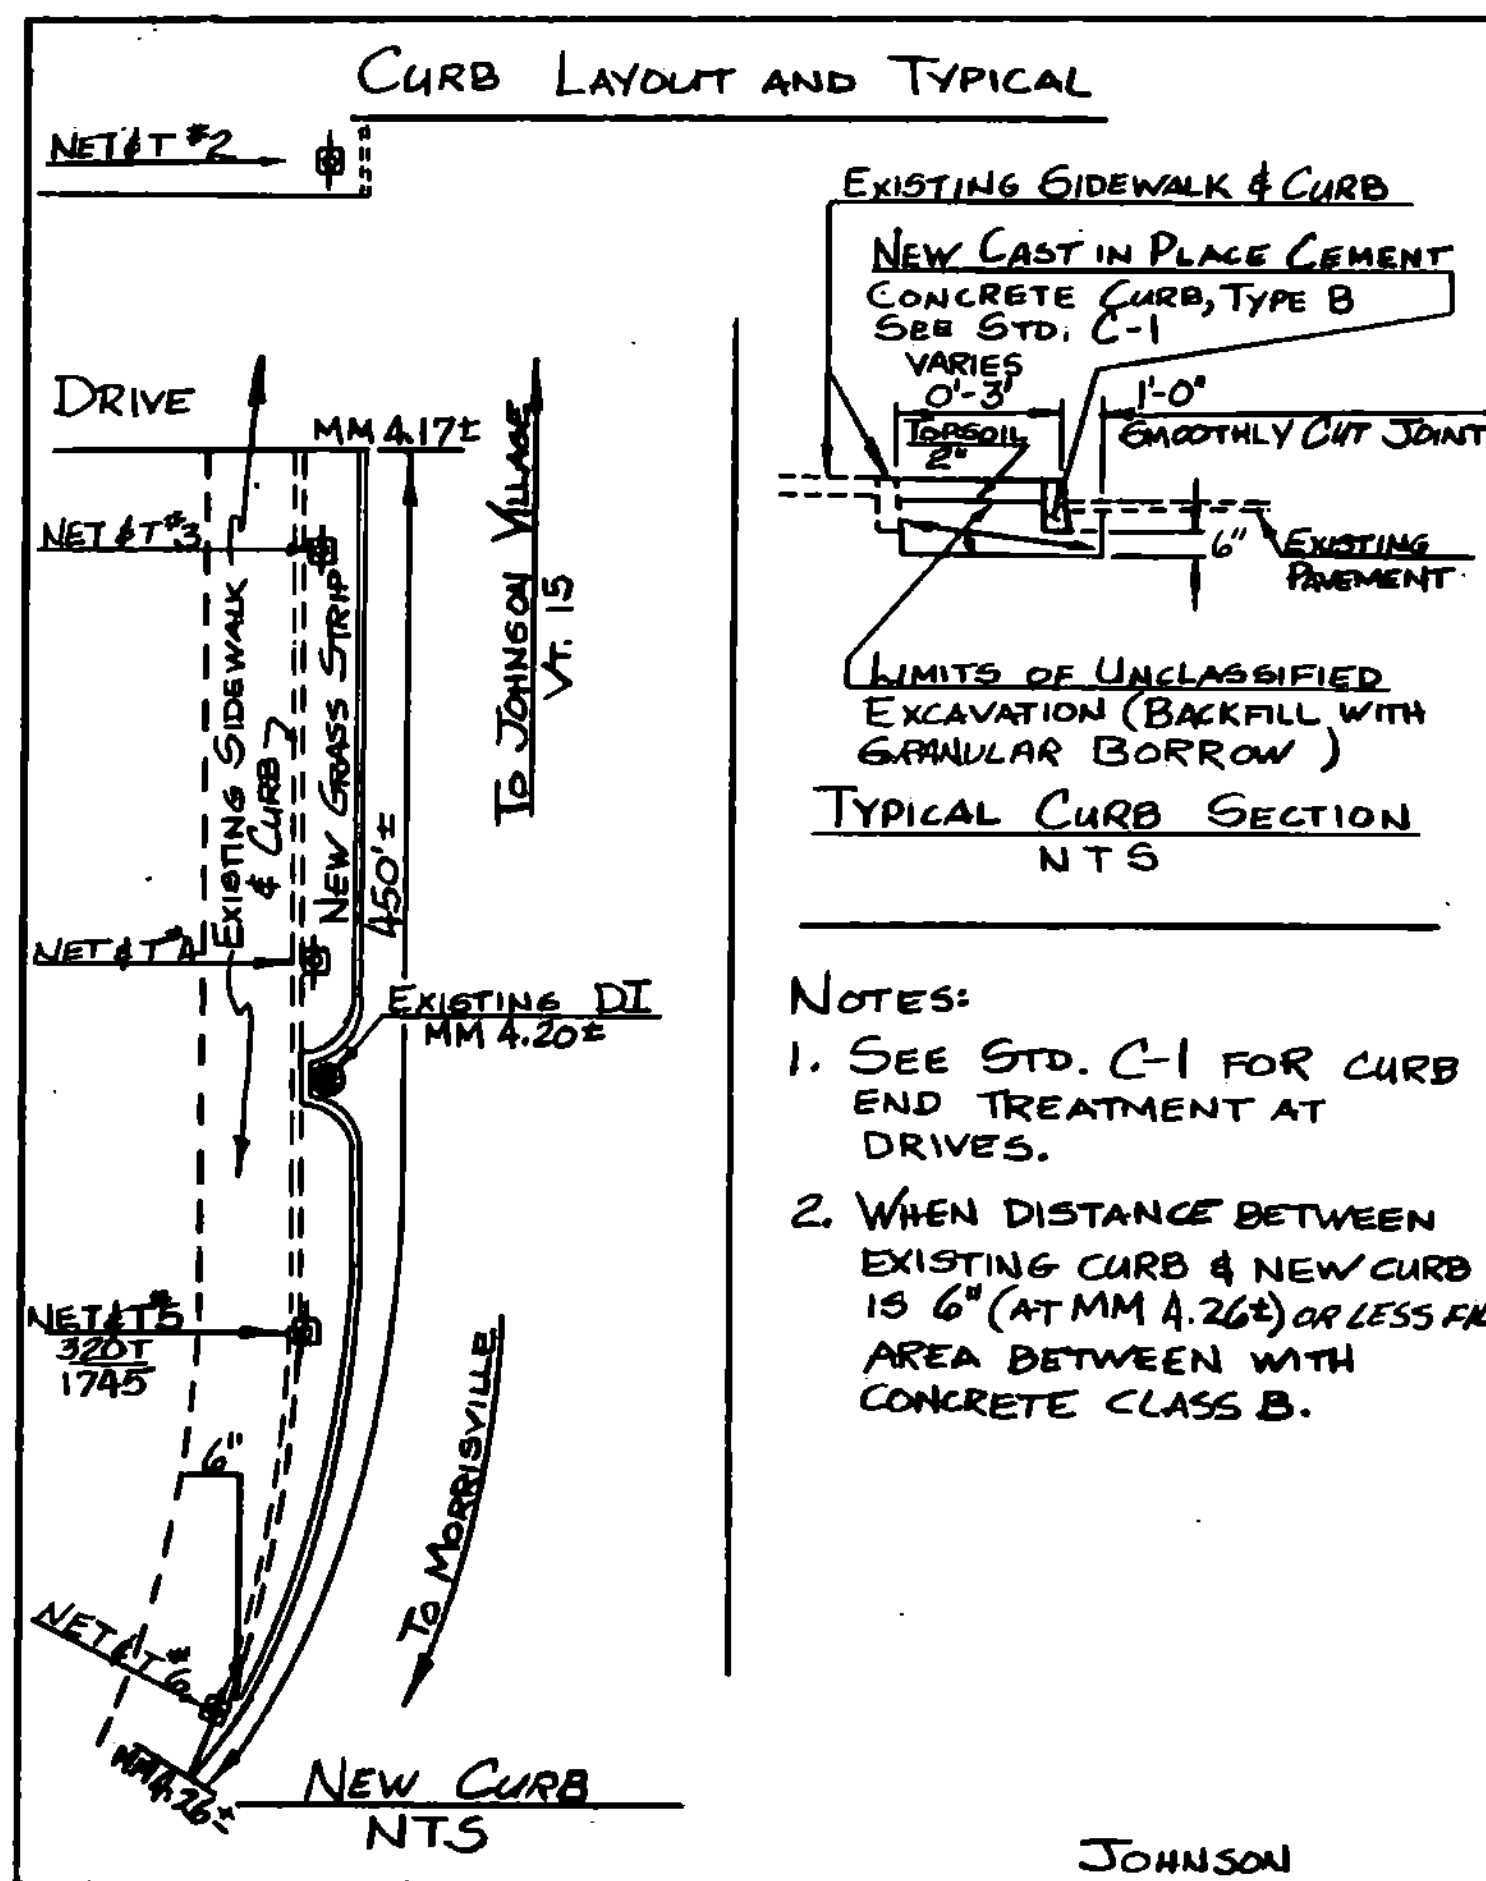 CURB LAYOUT AND TYPICAL
NET&T #2
DRIVE
MM 4.17±
NET&T #3
EXISTING SIDEWALK
& CURB
NEW GRASS STRIP
450'±
TO JOHNSON VILLAGE
VT. 15
NET&T #4
EXISTING DI
MM 4.20±
NET&T #5
320T
1745
6"
NET&T #6
MM 4.26±
TO MORRISVILLE
NEW CURB
NTS
EXISTING SIDEWALK & CURB
NEW CAST IN PLACE CEMENT
CONCRETE CURB, TYPE B
SEE STD. C-1
VARIES
0'-3'
1'-0"
TOPSOIL
2"
SMOOTHLY CUT JOINT
6"
EXISTING
PAVEMENT
LIMITS OF UNCLASSIFIED
EXCAVATION (BACKFILL WITH
GRANULAR BORROW)
TYPICAL CURB SECTION
NTS
NOTES:
1. SEE STD. C-1 FOR CURB
END TREATMENT AT
DRIVES.
2. WHEN DISTANCE BETWEEN
EXISTING CURB & NEW CURB
IS 6" (AT MM 4.26±) OR LESS
AREA BETWEEN WITH
CONCRETE CLASS B.
JOHNSON